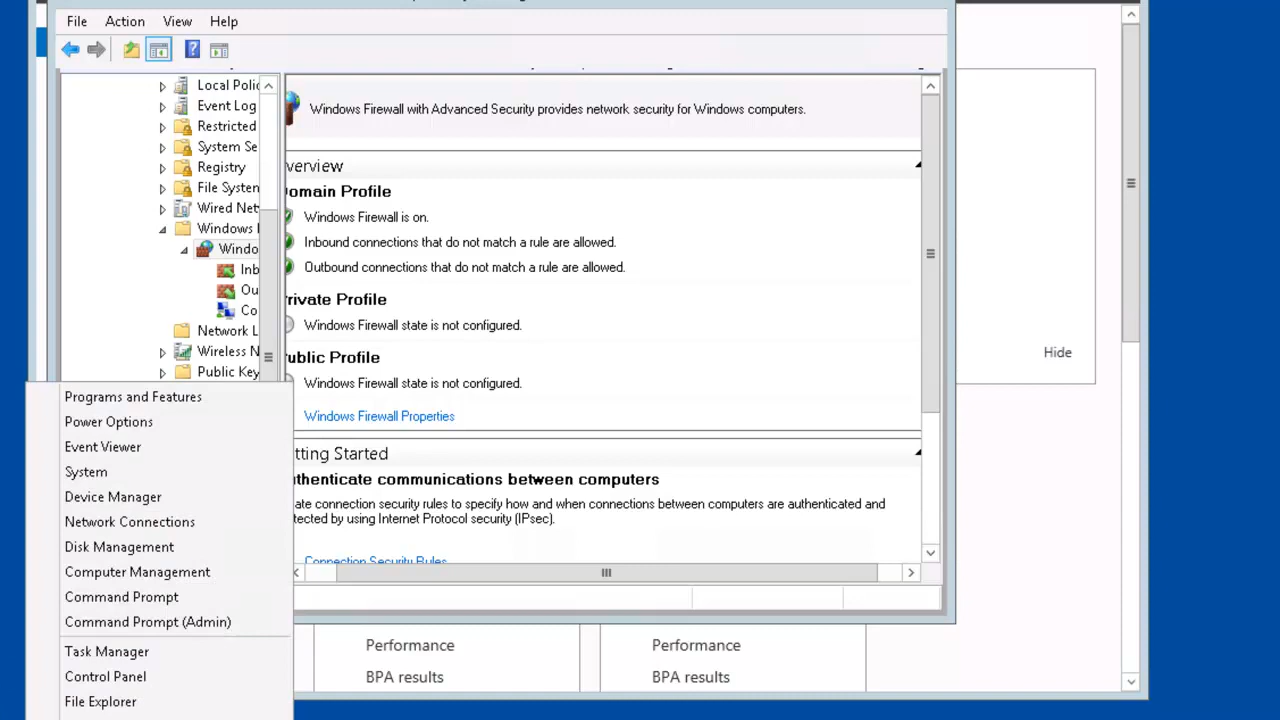 File Action View Help
Local Polic
Event Log
Restricted
System Se
Registry
File System
Wired Net
Windows
Windo
Inb
Ou
Co
Network L
Wireless N
Public Key
Windows Firewall with Advanced Security provides network security for Windows computers.
verview
omain Profile
Windows Firewall is on.
Inbound connections that do not match a rule are allowed.
Outbound connections that do not match a rule are allowed.
rivate Profile
Windows Firewall state is not configured.
ublic Profile
Windows Firewall state is not configured.
Windows Firewall Properties
tting Started
thenticate communications between computers
ate connection security rules to specify how and when connections between computers are authenticated and
tected by using Internet Protocol security (IPsec).
Connection Security Rules
Hide
Programs and Features
Power Options
Event Viewer
System
Device Manager
Network Connections
Disk Management
Computer Management
Command Prompt
Command Prompt (Admin)
Task Manager
Control Panel
File Explorer
Performance
BPA results
Performance
BPA results